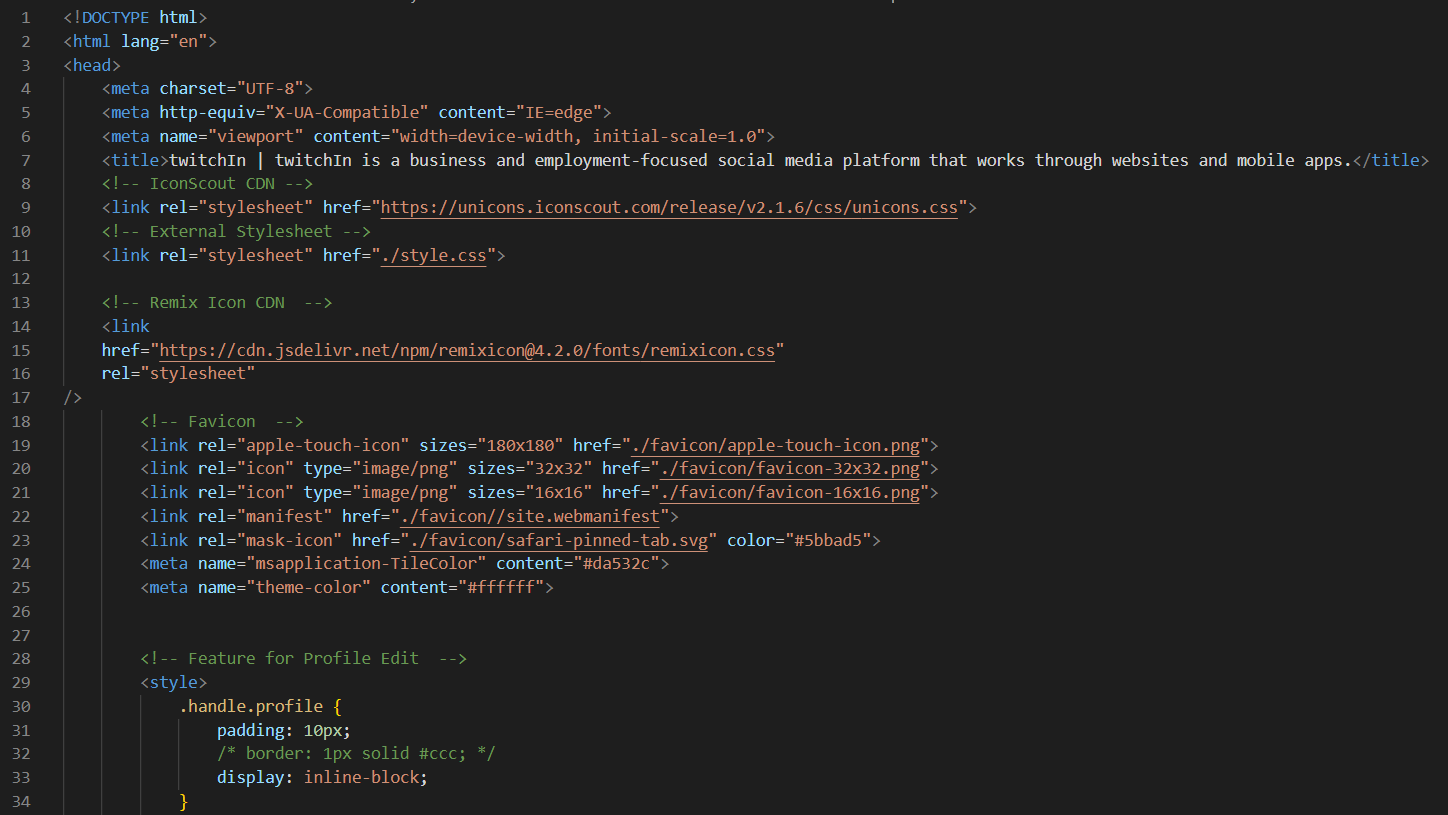 1 <!DOCTYPE html>
2 <html lang="en">
3 <head>
4     <meta charset="UTF-8">
5     <meta http-equiv="X-UA-Compatible" content="IE=edge">
6     <meta name="viewport" content="width=device-width, initial-scale=1.0">
7     <title>twitchIn | twitchIn is a business and employment-focused social media platform that works through websites and mobile apps.</title>
8     <!-- IconScout CDN -->
9     <link rel="stylesheet" href="https://unicons.iconscout.com/release/v2.1.6/css/unicons.css">
10     <!-- External Stylesheet -->
11     <link rel="stylesheet" href="./style.css">
12
13     <!-- Remix Icon CDN  -->
14     <link
15     href="https://cdn.jsdelivr.net/npm/remixicon@4.2.0/fonts/remixicon.css"
16     rel="stylesheet"
17 />
18         <!-- Favicon  -->
19         <link rel="apple-touch-icon" sizes="180x180" href="./favicon/apple-touch-icon.png">
20         <link rel="icon" type="image/png" sizes="32x32" href="./favicon/favicon-32x32.png">
21         <link rel="icon" type="image/png" sizes="16x16" href="./favicon/favicon-16x16.png">
22         <link rel="manifest" href="./favicon//site.webmanifest">
23         <link rel="mask-icon" href="./favicon/safari-pinned-tab.svg" color="#5bbad5">
24         <meta name="msapplication-TileColor" content="#da532c">
25         <meta name="theme-color" content="#ffffff">
26
27
28         <!-- Feature for Profile Edit  -->
29         <style>
30             .handle.profile {
31                 padding: 10px;
32                 /* border: 1px solid #ccc; */
33                 display: inline-block;
34             }